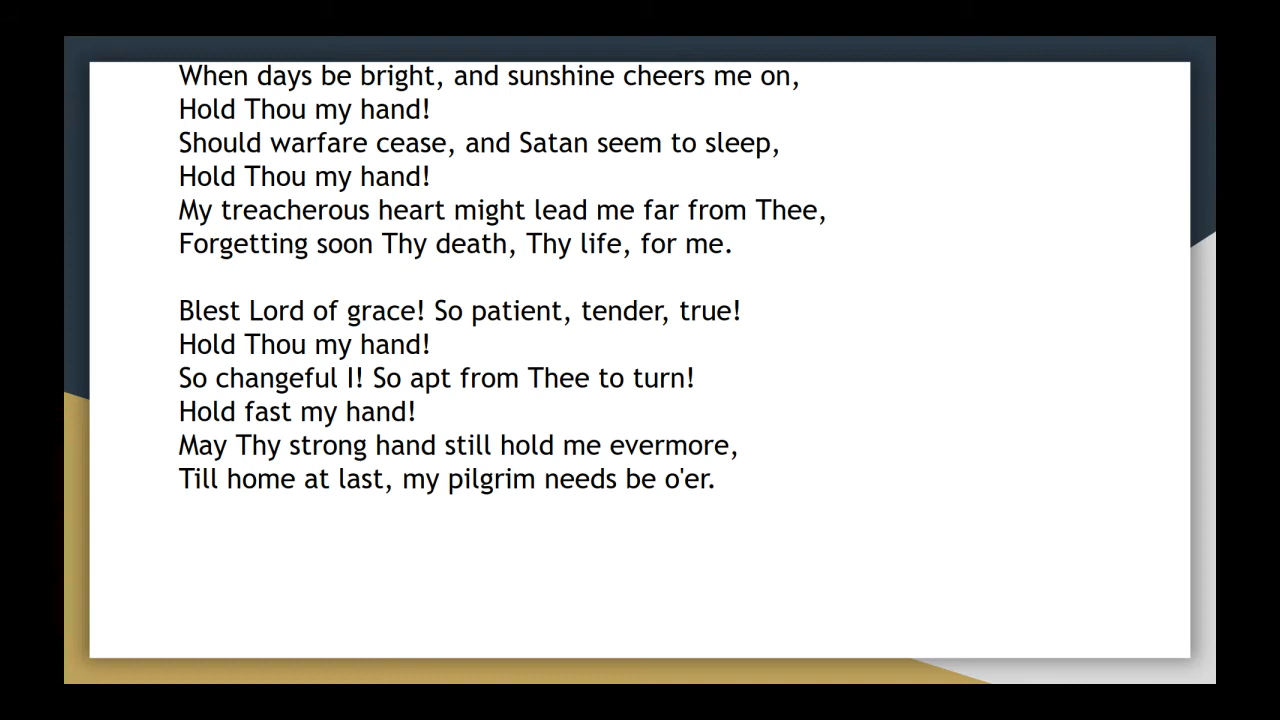 When days be bright, and sunshine cheers me on,
Hold Thou my hand!
Should warfare cease, and Satan seem to sleep,
Hold Thou my hand!
My treacherous heart might lead me far from Thee,
Forgetting soon Thy death, Thy life, for me.

Blest Lord of grace! So patient, tender, true!
Hold Thou my hand!
So changeful I! So apt from Thee to turn!
Hold fast my hand!
May Thy strong hand still hold me evermore,
Till home at last, my pilgrim needs be o'er.